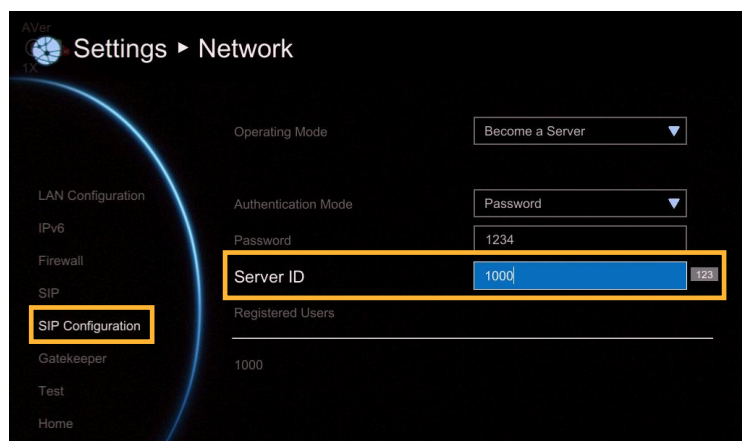 AVer
Settings ► Network
1X
Operating Mode
Become a Server
LAN Configuration
Authentication Mode
Password
IPv6
Password
1234
Firewall
Server ID
1000
123
SIP
Registered Users
SIP Configuration
Gatekeeper
1000
Test
Home